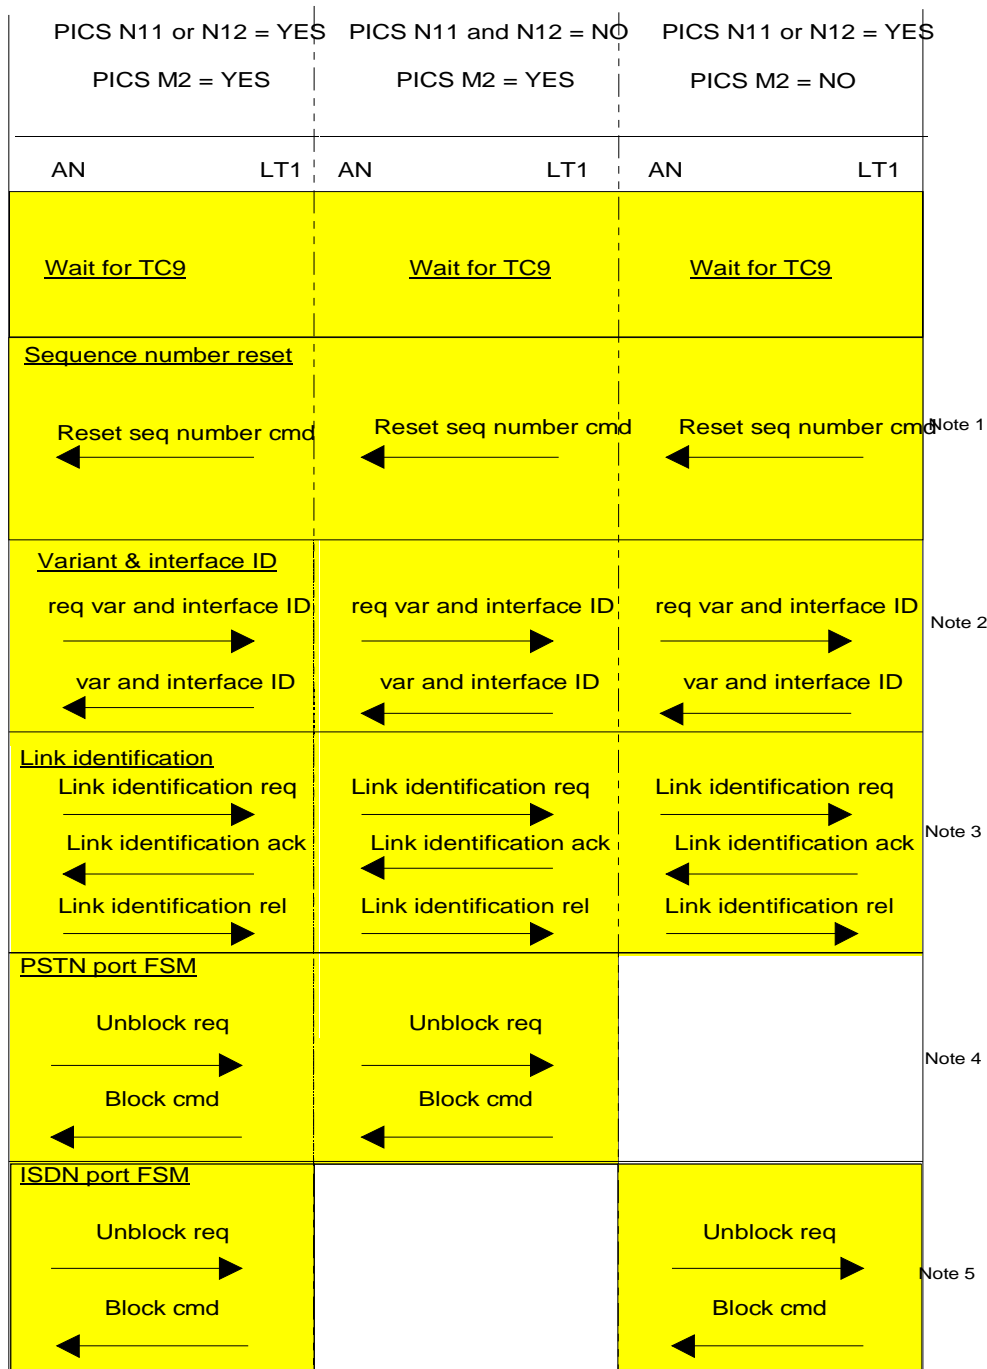 PICS N11 or N12 = YES PICS N11 and N12 = NO PICS N11 or N12 = YES
PICS M2 = YES PICS M2 = YES PICS M2 = NO
AN LT1 AN LT1 AN LT1
Wait for TC9 Wait for TC9 Wait for TC9
Sequence number reset
Reset seq number cmd Reset seq number cmd Reset seq number cmd Note 1
Variant & interface ID
req var and interface ID req var and interface ID req var and interface ID Note 2
var and interface ID var and interface ID var and interface ID
Link identification
Link identification req Link identification req Link identification req
Link identification ack Link identification ack Link identification ack Note 3
Link identification rel Link identification rel Link identification rel
PSTN port FSM
Unblock req Unblock req
Note 4
Block cmd Block cmd
ISDN port FSM
Unblock req Unblock req
Note 5
Block cmd Block cmd